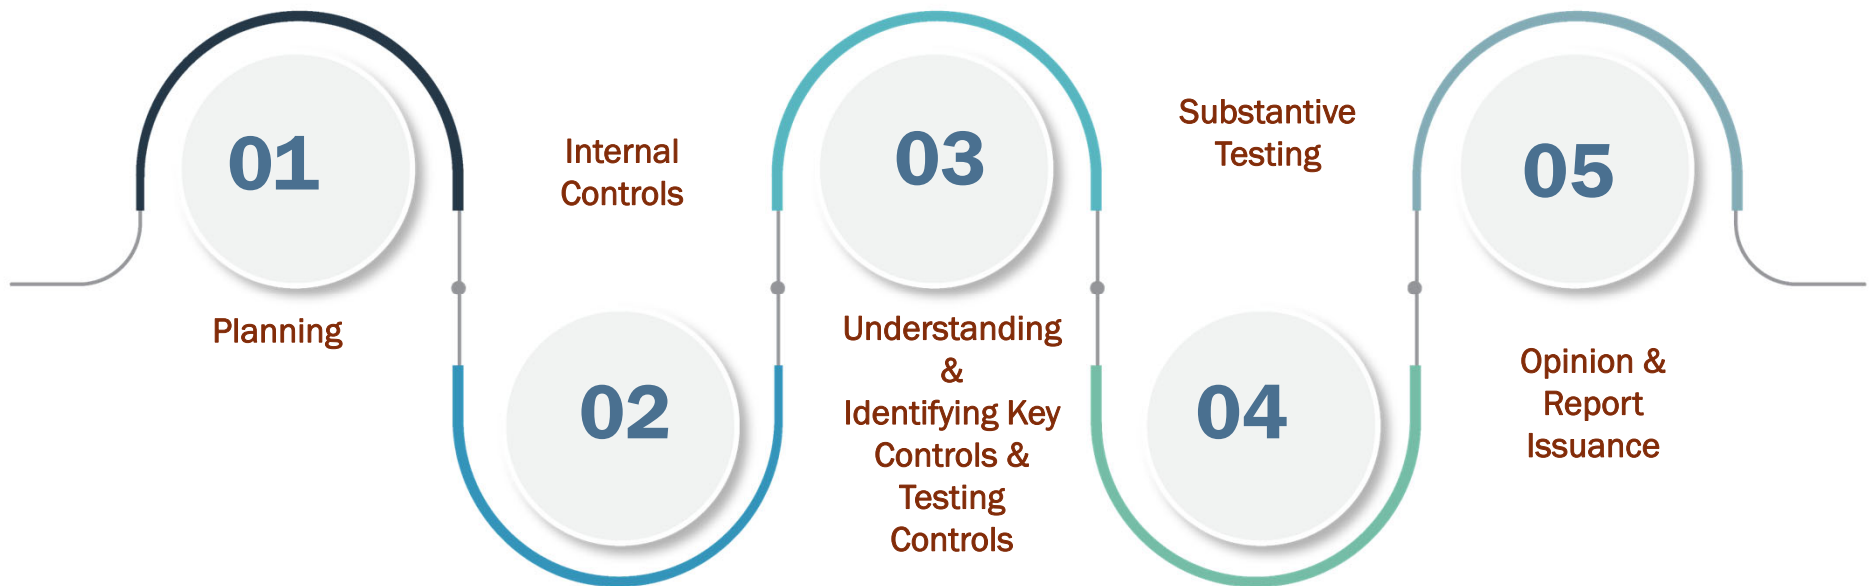 01
Planning
Internal
Controls
02
03
Understanding
&
Identifying Key
Controls &
Testing
Controls
Substantive
Testing
04
05
Opinion &
Report
Issuance